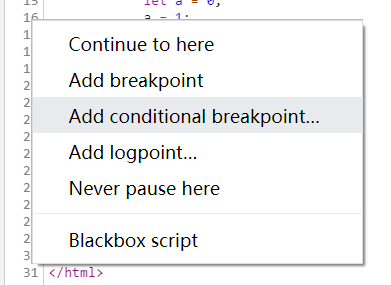 15 let a = 0;
16 a = 1;
Continue to here
Add breakpoint
Add conditional breakpoint...
Add logpoint...
Never pause here
Blackbox script
31 </html>